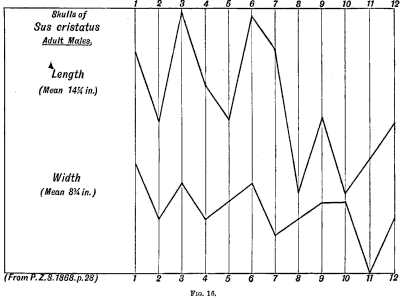 1 2 3 4 5 6 7 8 9 10 11 12
Skulls of
Sus cristatus
Adult Males.
Length
(Mean 14¼ in.)
Width
(Mean 8¾ in.)
(From P.Z.S. 1868. p. 28)
1 2 3 4 5 6 7 8 9 10 11 12
Fig. 16.